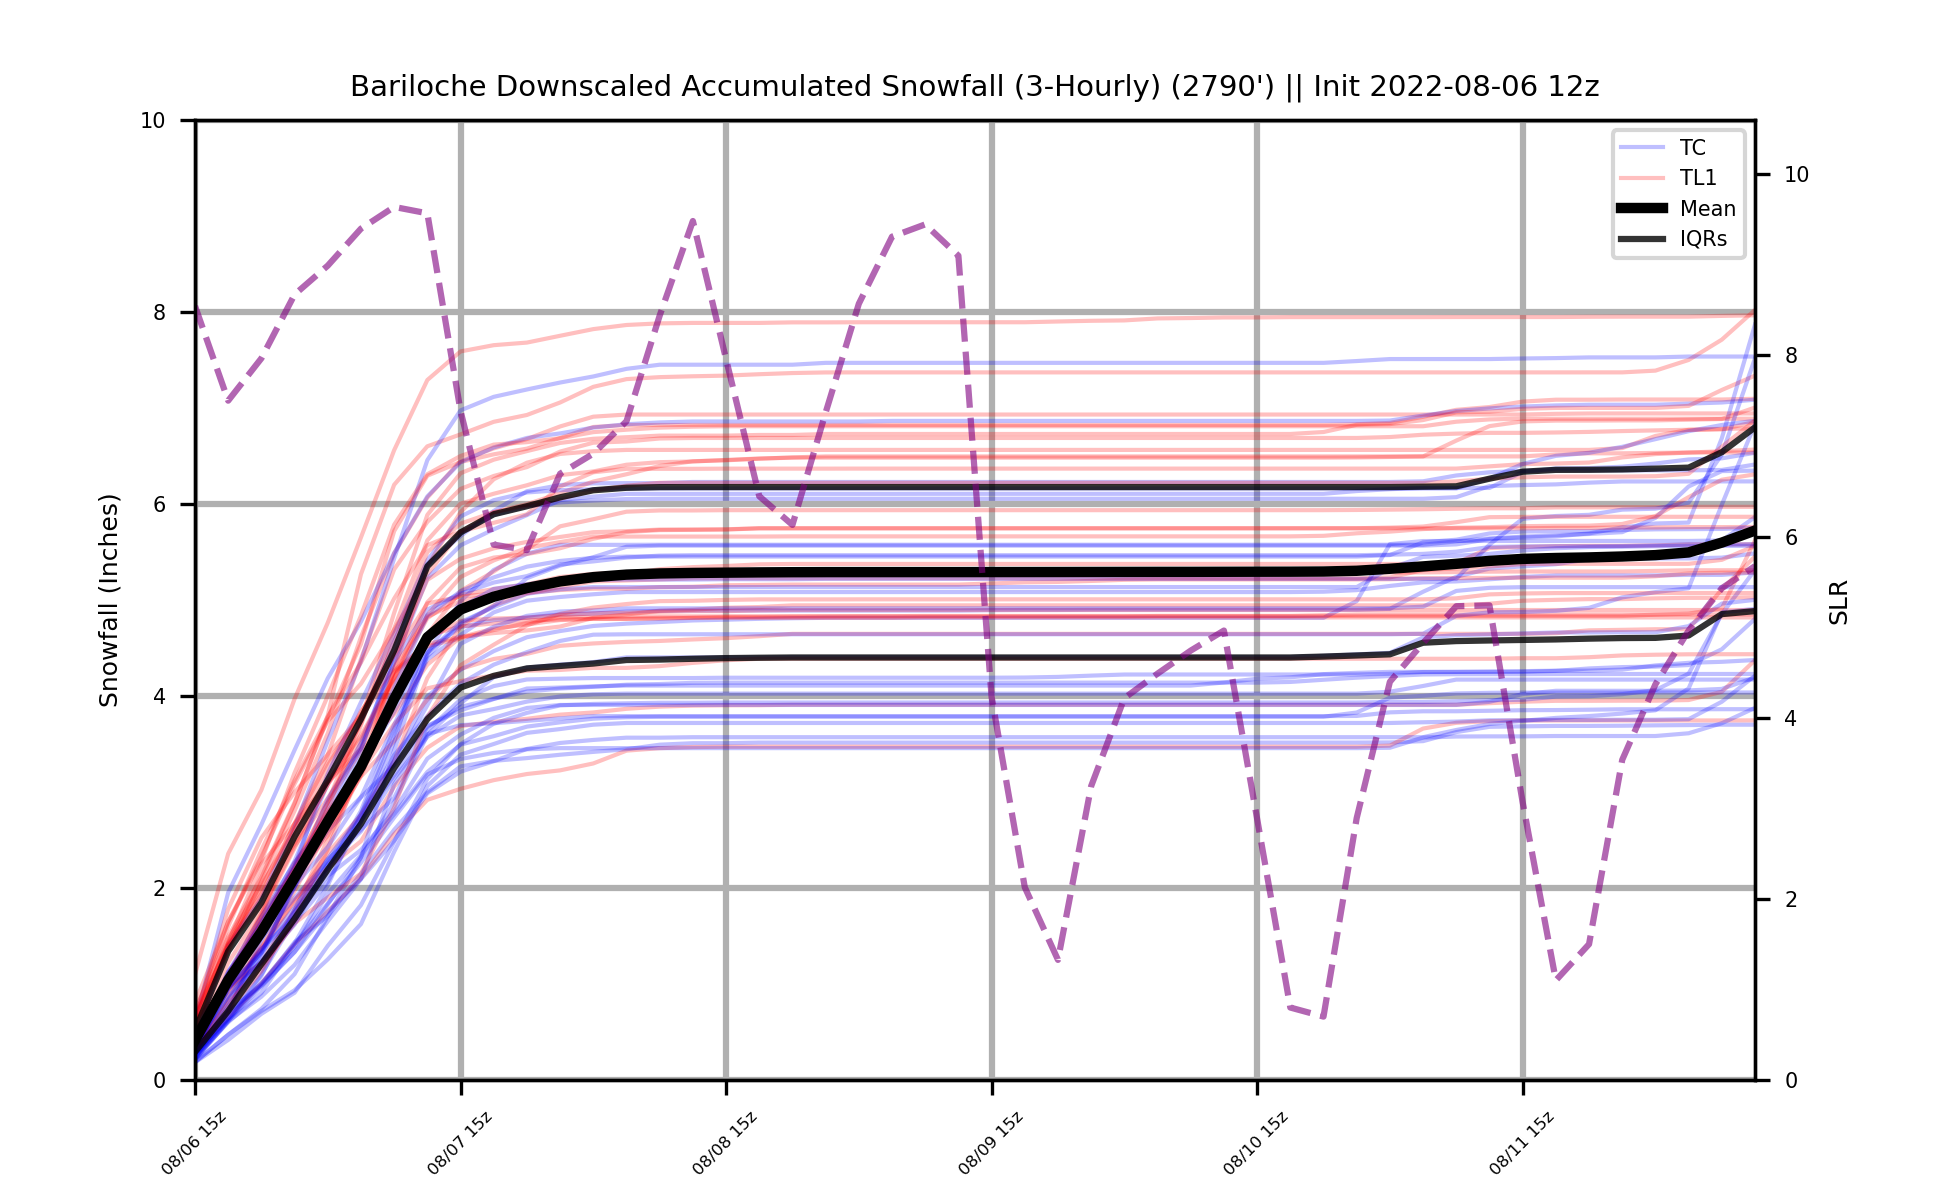 Bariloche Downscaled Accumulated Snowfall (3-Hourly) (2790') || Init 2022-08-06 12z
TC
TL1
Mean
IQRs
10
8
6
4
2
0
Snowfall (Inches)
10
8
6
4
2
0
SLR
08/06 15z
08/07 15z
08/08 15z
08/09 15z
08/10 15z
08/11 15z